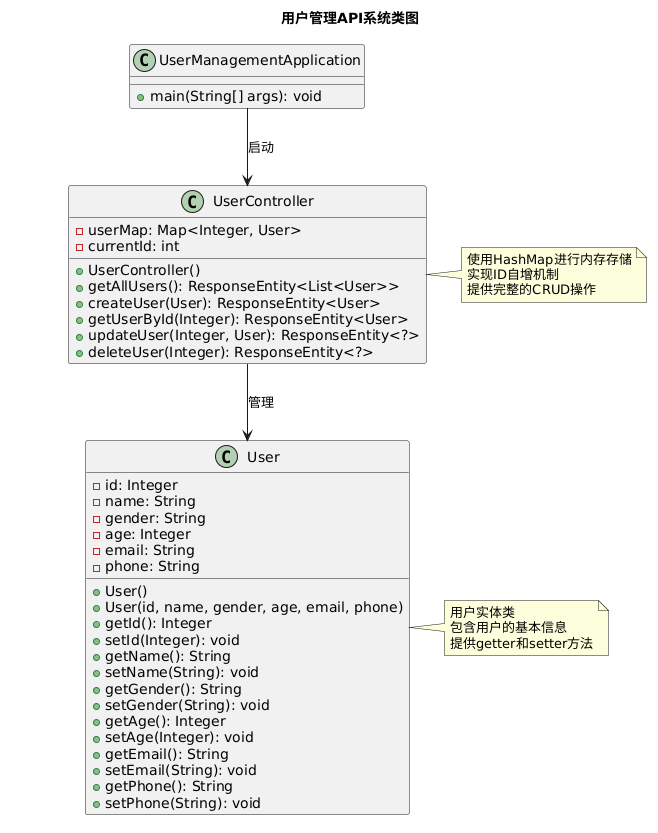 用户管理API系统类图
C UserManagementApplication
main(String[] args): void
启动
C UserController
userMap: Map<Integer, User>
currentId: int
UserController()
getAllUsers(): ResponseEntity<List<User>>
createUser(User): ResponseEntity<User>
getUserById(Integer): ResponseEntity<User>
updateUser(Integer, User): ResponseEntity<?>
deleteUser(Integer): ResponseEntity<?>
使用HashMap进行内存存储
实现ID自增机制
提供完整的CRUD操作
管理
C User
id: Integer
name: String
gender: String
age: Integer
email: String
phone: String
User()
User(id, name, gender, age, email, phone)
getId(): Integer
setId(Integer): void
getName(): String
setName(String): void
getGender(): String
setGender(String): void
getAge(): Integer
setAge(Integer): void
getEmail(): String
setEmail(String): void
getPhone(): String
setPhone(String): void
用户实体类
包含用户的基本信息
提供getter和setter方法